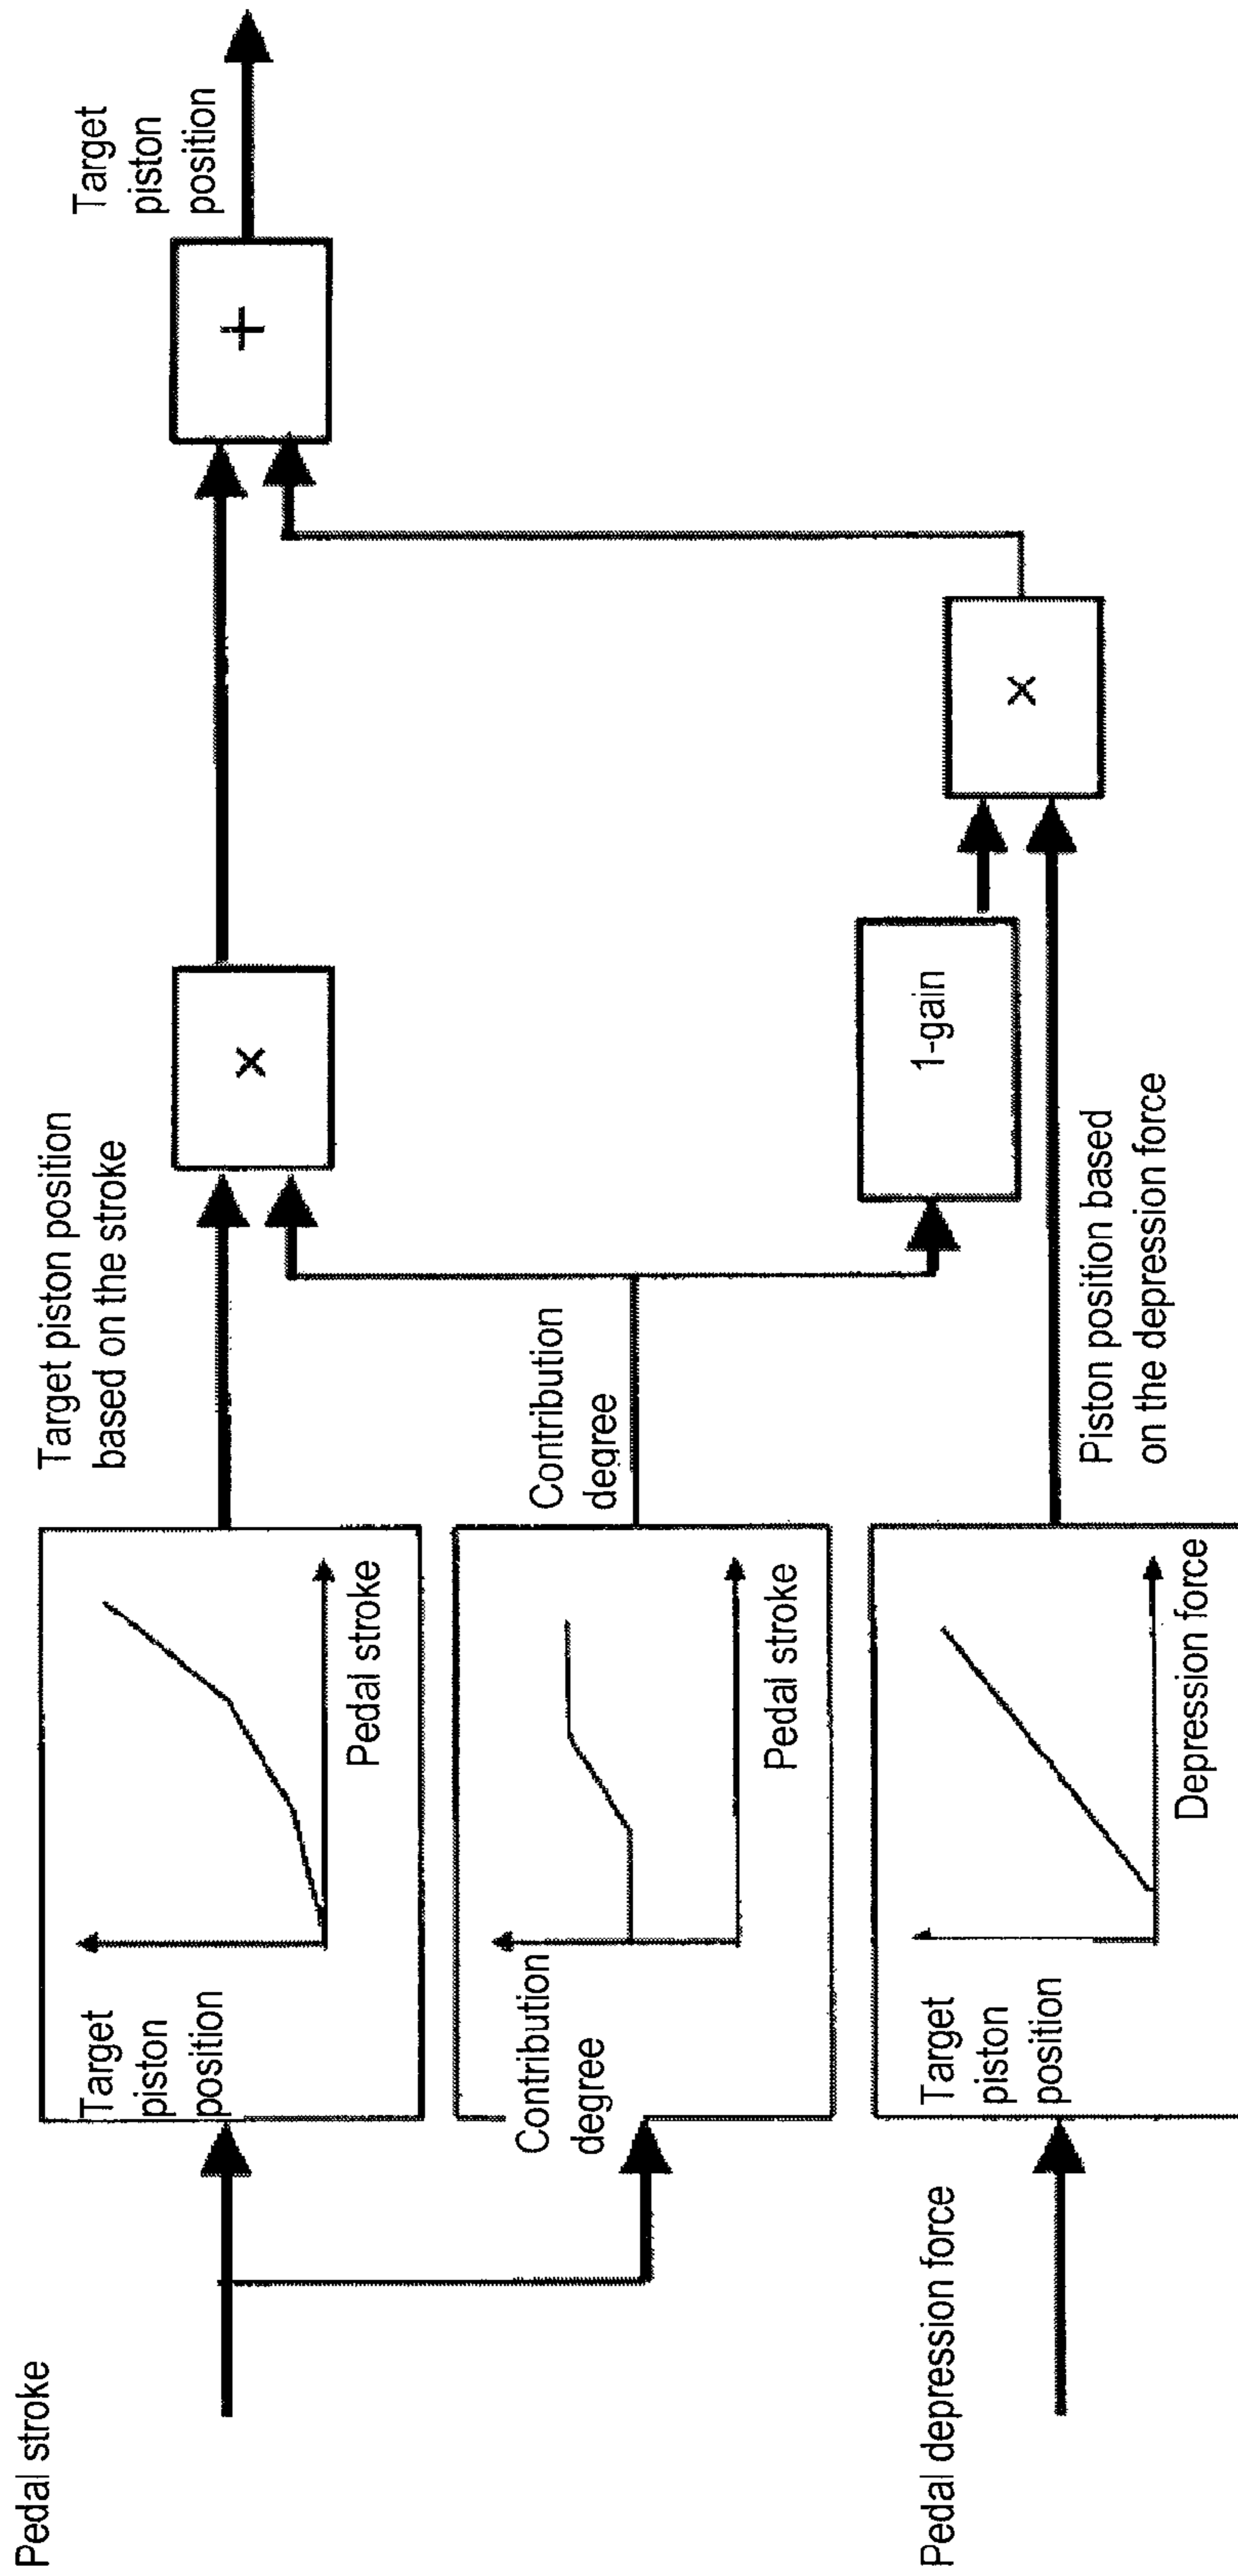 Pedal stroke
Target
piston
position
Pedal stroke
Target piston position
based on the stroke
×
+
Target
piston
position
Contribution
degree
Pedal stroke
Contribution
degree
1-gain
×
Pedal depression force
Target
piston
position
Depression force
Piston position based
on the depression force